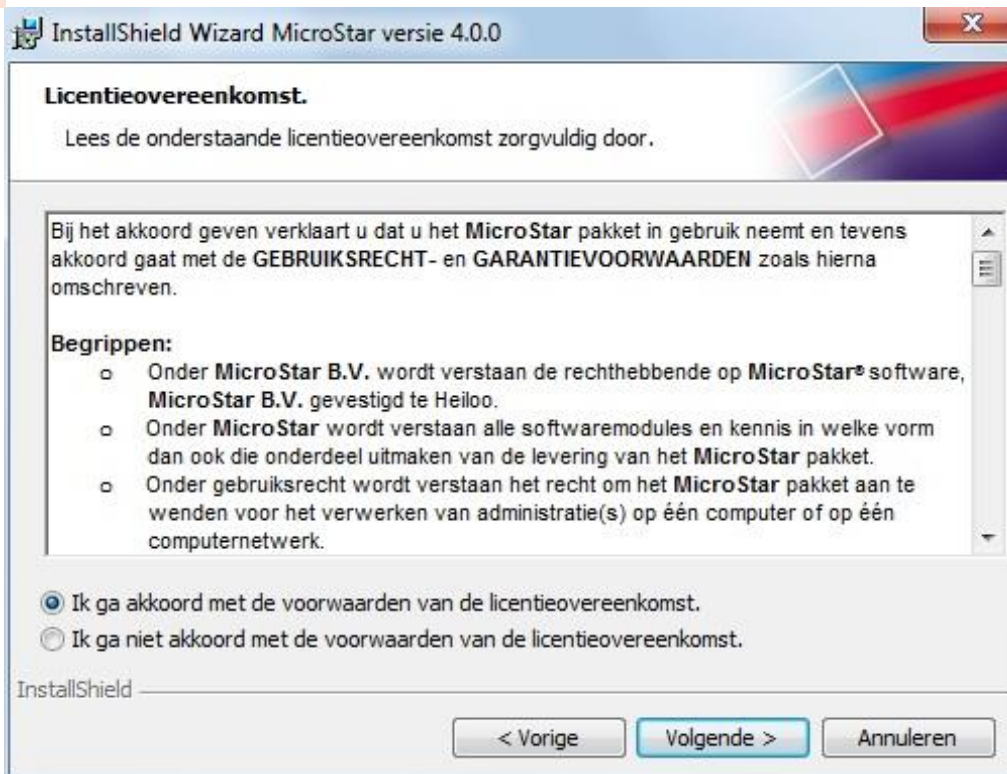 InstallShield Wizard MicroStar versie 4.0.0
Licentieovereenkomst.
Lees de onderstaande licentieovereenkomst zorgvuldig door.
Bij het akkoord geven verklaart u dat u het MicroStar pakket in gebruik neemt en tevens
akkoord gaat met de GEBRUIKSRECHT- en GARANTIEVOORWAARDEN zoals hierna
omschreven.
Begrippen:
o Onder MicroStar B.V. wordt verstaan de rechthebbende op MicroStar® software,
MicroStar B.V. gevestigd te Heiloo.
o Onder MicroStar wordt verstaan alle softwaremodules en kennis in welke vorm
dan ook die onderdeel uitmaken van de levering van het MicroStar pakket.
o Onder gebruiksrecht wordt verstaan het recht om het MicroStar pakket aan te
wenden voor het verwerken van administratie(s) op één computer of op één
computernetwerk.
Ik ga akkoord met de voorwaarden van de licentieovereenkomst.
Ik ga niet akkoord met de voorwaarden van de licentieovereenkomst.
InstallShield
< Vorige
Volgende >
Annuleren